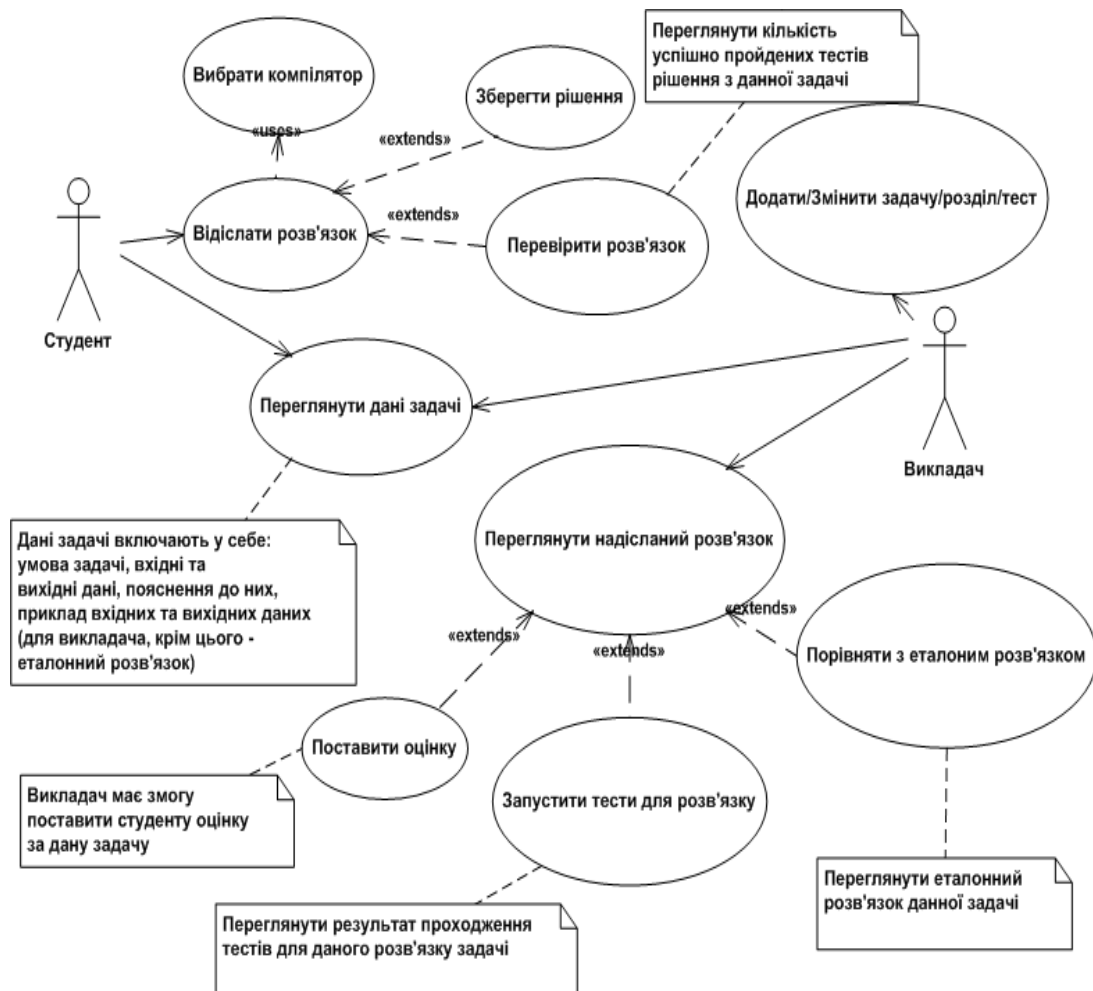 Переглянути кількість
успішно пройдених тестів
рішення з данної задачі
Вибрати компілятор
Зберегти рішення
«uses»
«extends»
Додати/Змінити задачу/розділ/тест
«extends»
Відіслати розв'язок
Перевірити розв'язок
Студент
Переглянути дані задачі
Викладач
Переглянути надісланий розв'язок
Дані задачі включають у себе:
умова задачі, вхідні та
вихідні дані, пояснення до них,
приклад вхідних та вихідних даних
(для викладача, крім цього -
еталонний розв'язок)
«extends»
«extends»
«extends»
Порівняти з еталоним розв'язком
Поставити оцінку
Запустити тести для розв'язку
Викладач має змогу
поставити студенту оцінку
за дану задачу
Переглянути еталонний
розв'язок данної задачі
Переглянути результат проходження
тестів для даного розв'язку задачі